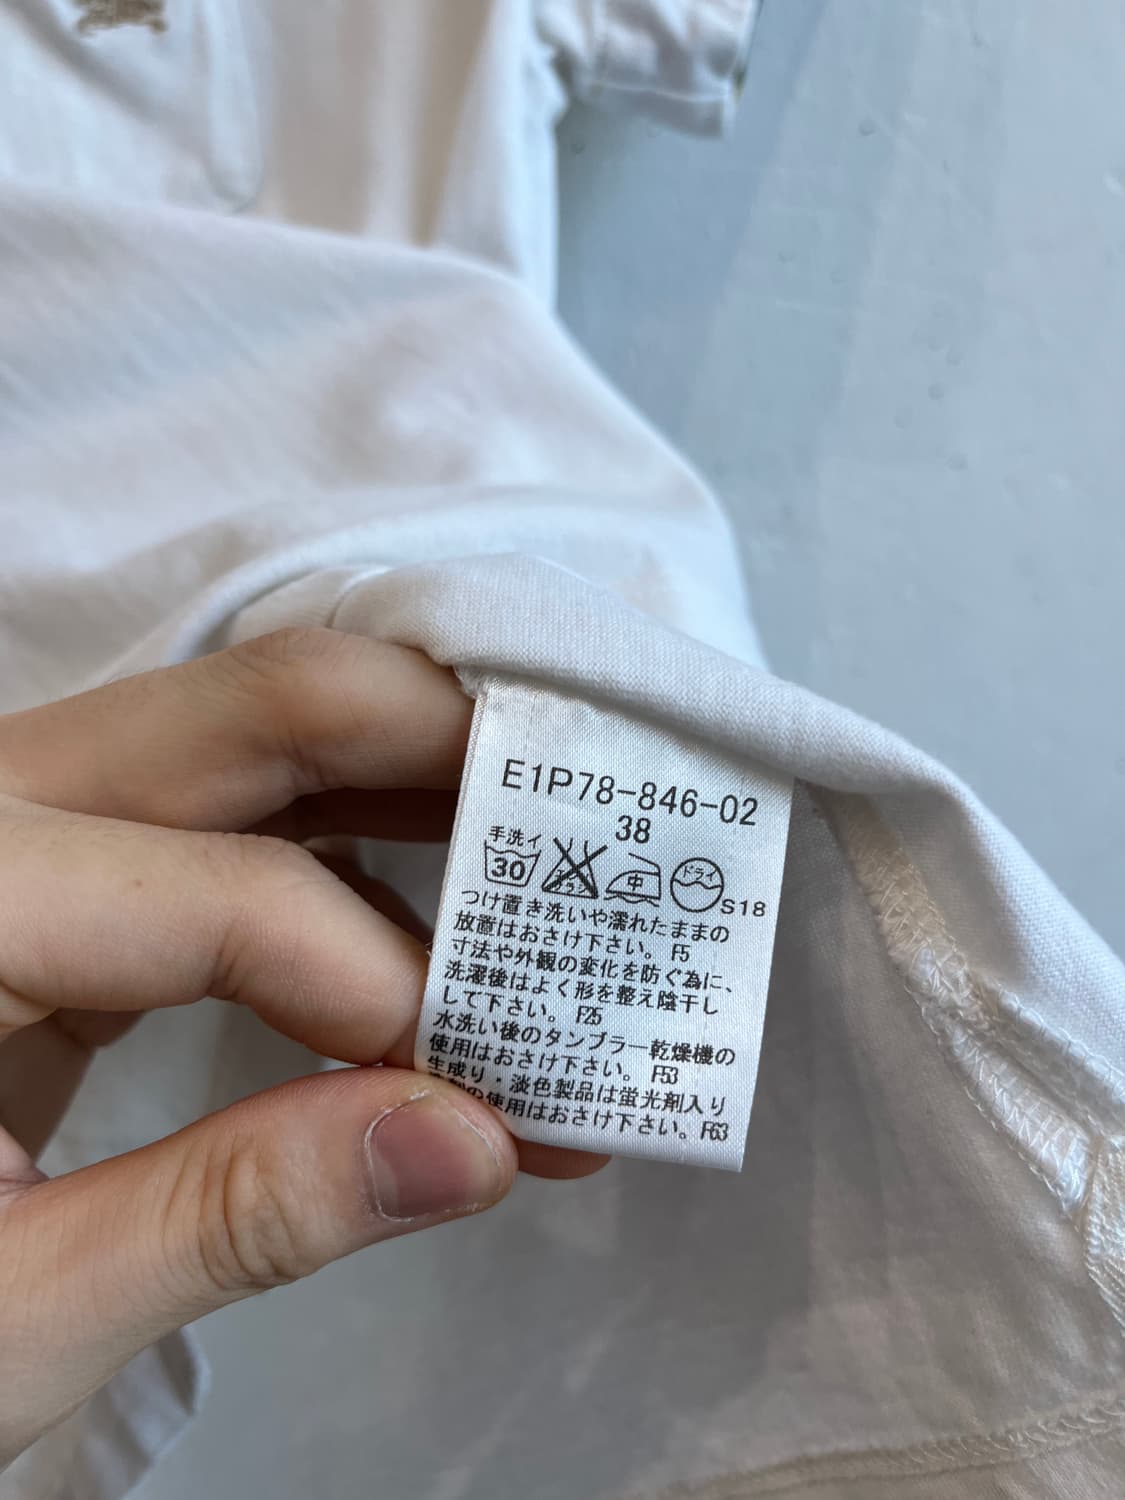 E1P78-846-02
38
手洗イ
30
中
ドライ
S18
つけ置き洗いや濡れたままの
放置はおさけ下さい。 F5
寸法や外観の変化を防ぐ為に、
洗濯後はよく形を整え陰干し
して下さい。 F25
水洗い後のタンブラー乾燥機の
使用はおさけ下さい。 F53
生成り・淡色製品は蛍光剤入り
の使用はおさけ下さい。 F63